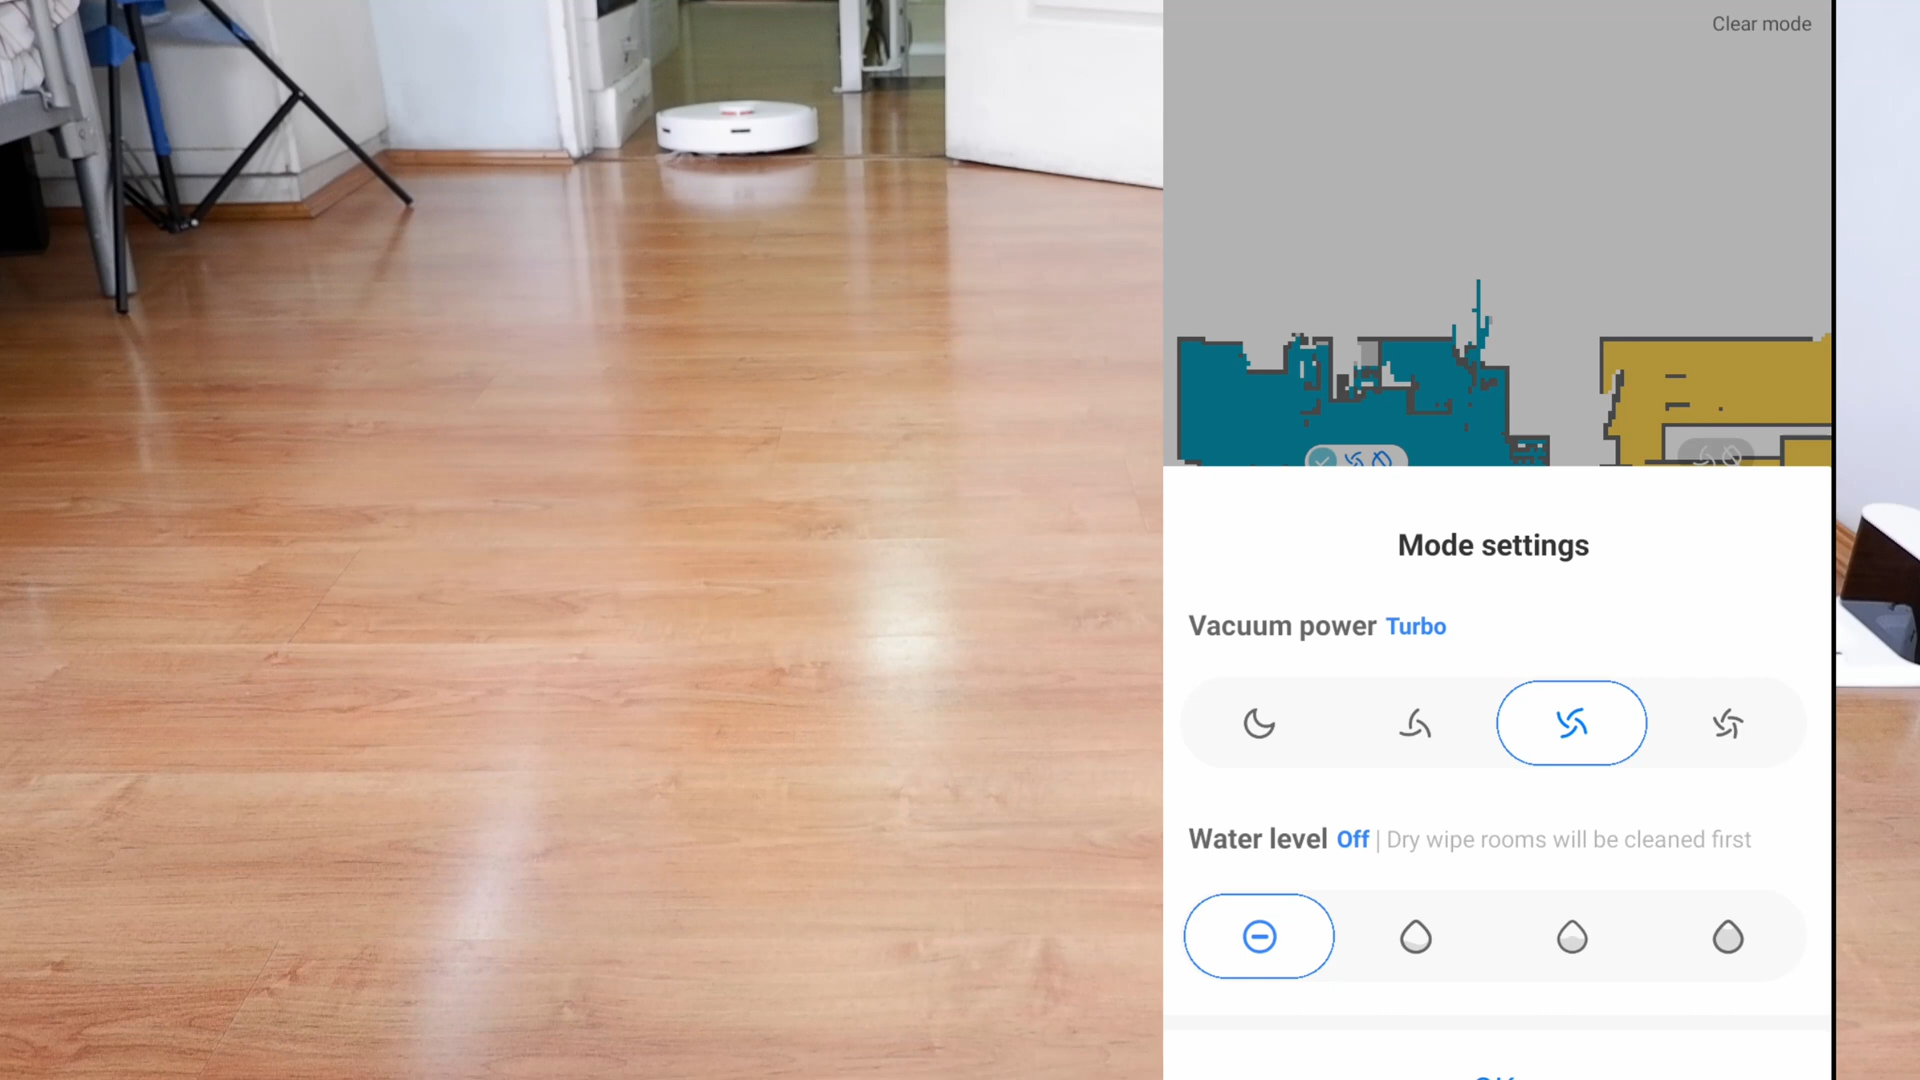 Clear mode
Mode settings
Vacuum power Turbo
Water level Off | Dry wipe rooms will be cleaned first